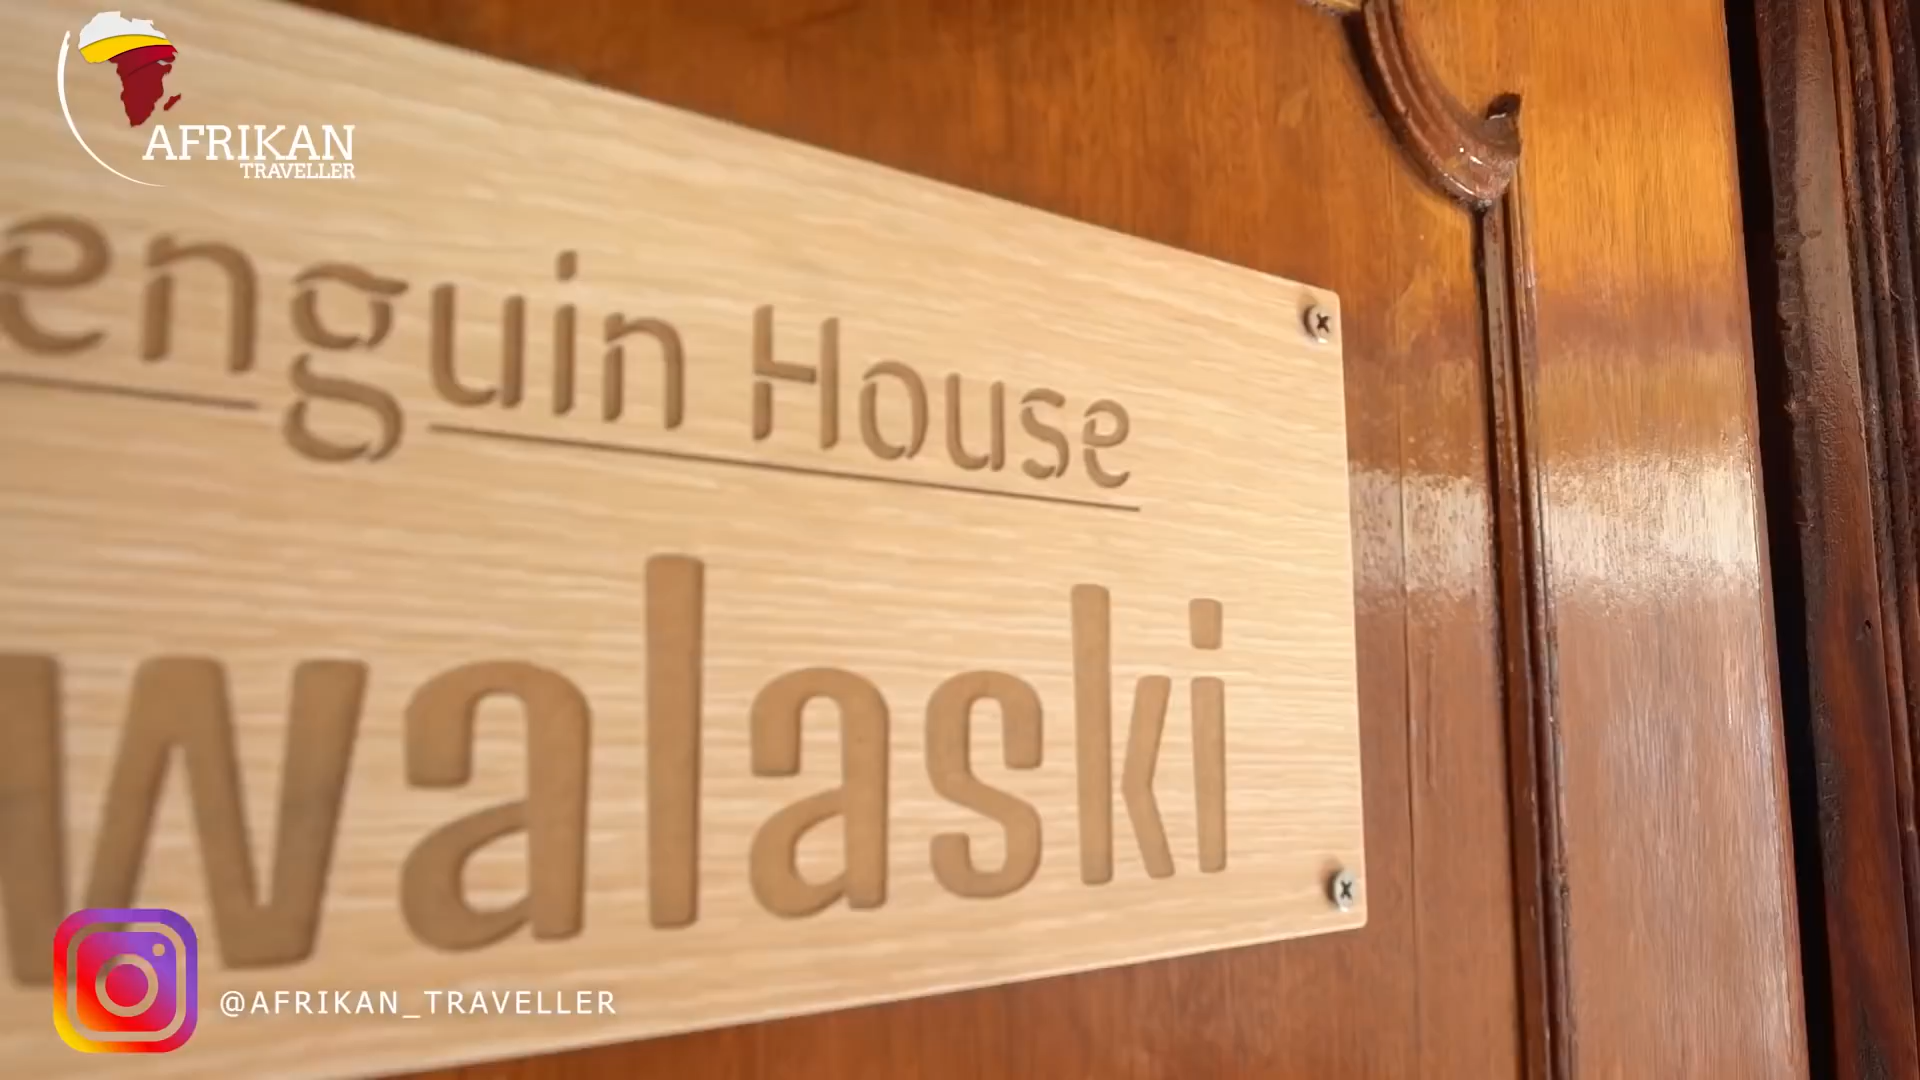 AFRIKAN
TRAVELLER
enguin House
walaski
@AFRIKAN_TRAVELLER